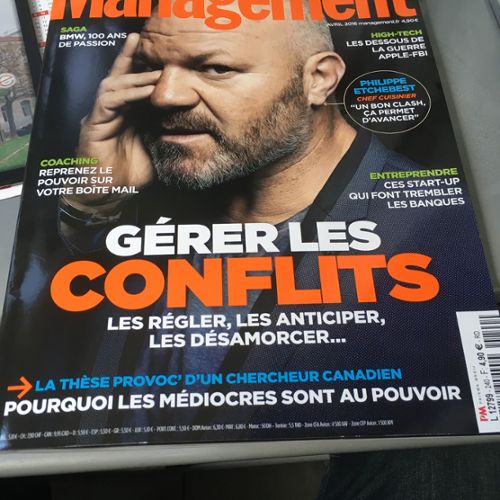 Management
AVRIL 2016 management.fr 4,90€
SAGA
BMW, 100 ANS
DE PASSION
HIGH-TECH
LES DESSOUS DE
LA GUERRE
APPLE-FBI
PHILIPPE
ETCHEBEST
CHEF CUISINIER
"UN BON CLASH,
ÇA PERMET
D'AVANCER"
COACHING
REPRENEZ LE
POUVOIR SUR
VOTRE BOÎTE MAIL
ENTREPRENDRE
CES START-UP
QUI FONT TREMBLER
LES BANQUES
GÉRER LES
CONFLITS
LES RÉGLER, LES ANTICIPER,
LES DÉSAMORCER...
→ LA THÈSE PROVOC' D'UN CHERCHEUR CANADIEN
POURQUOI LES MÉDIOCRES SONT AU POUVOIR
4,90 € RD